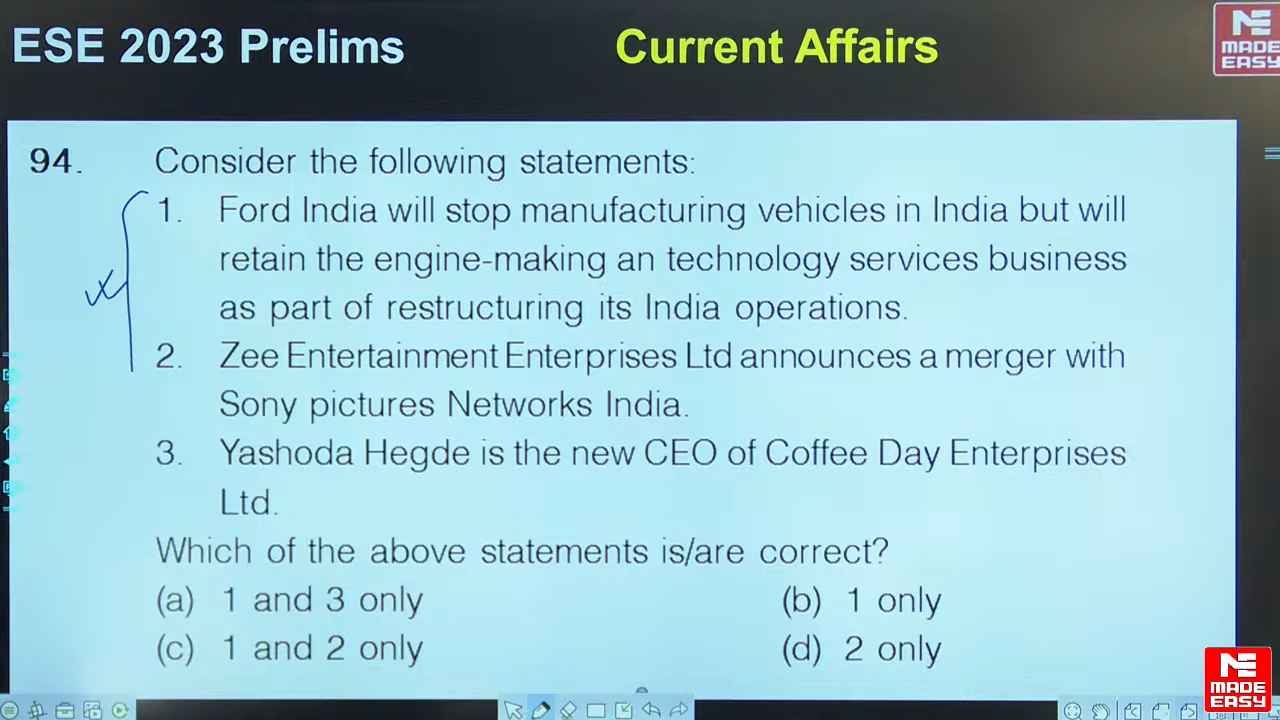 ESE 2023 Prelims
Current Affairs
MADE
EASY
94. Consider the following statements:
1. Ford India will stop manufacturing vehicles in India but will
retain the engine-making an technology services business
as part of restructuring its India operations.
2. Zee Entertainment Enterprises Ltd announces a merger with
Sony pictures Networks India.
3. Yashoda Hegde is the new CEO of Coffee Day Enterprises
Ltd.
Which of the above statements is/are correct?
(a) 1 and 3 only
(b) 1 only
(c) 1 and 2 only
(d) 2 only
MADE
EASY